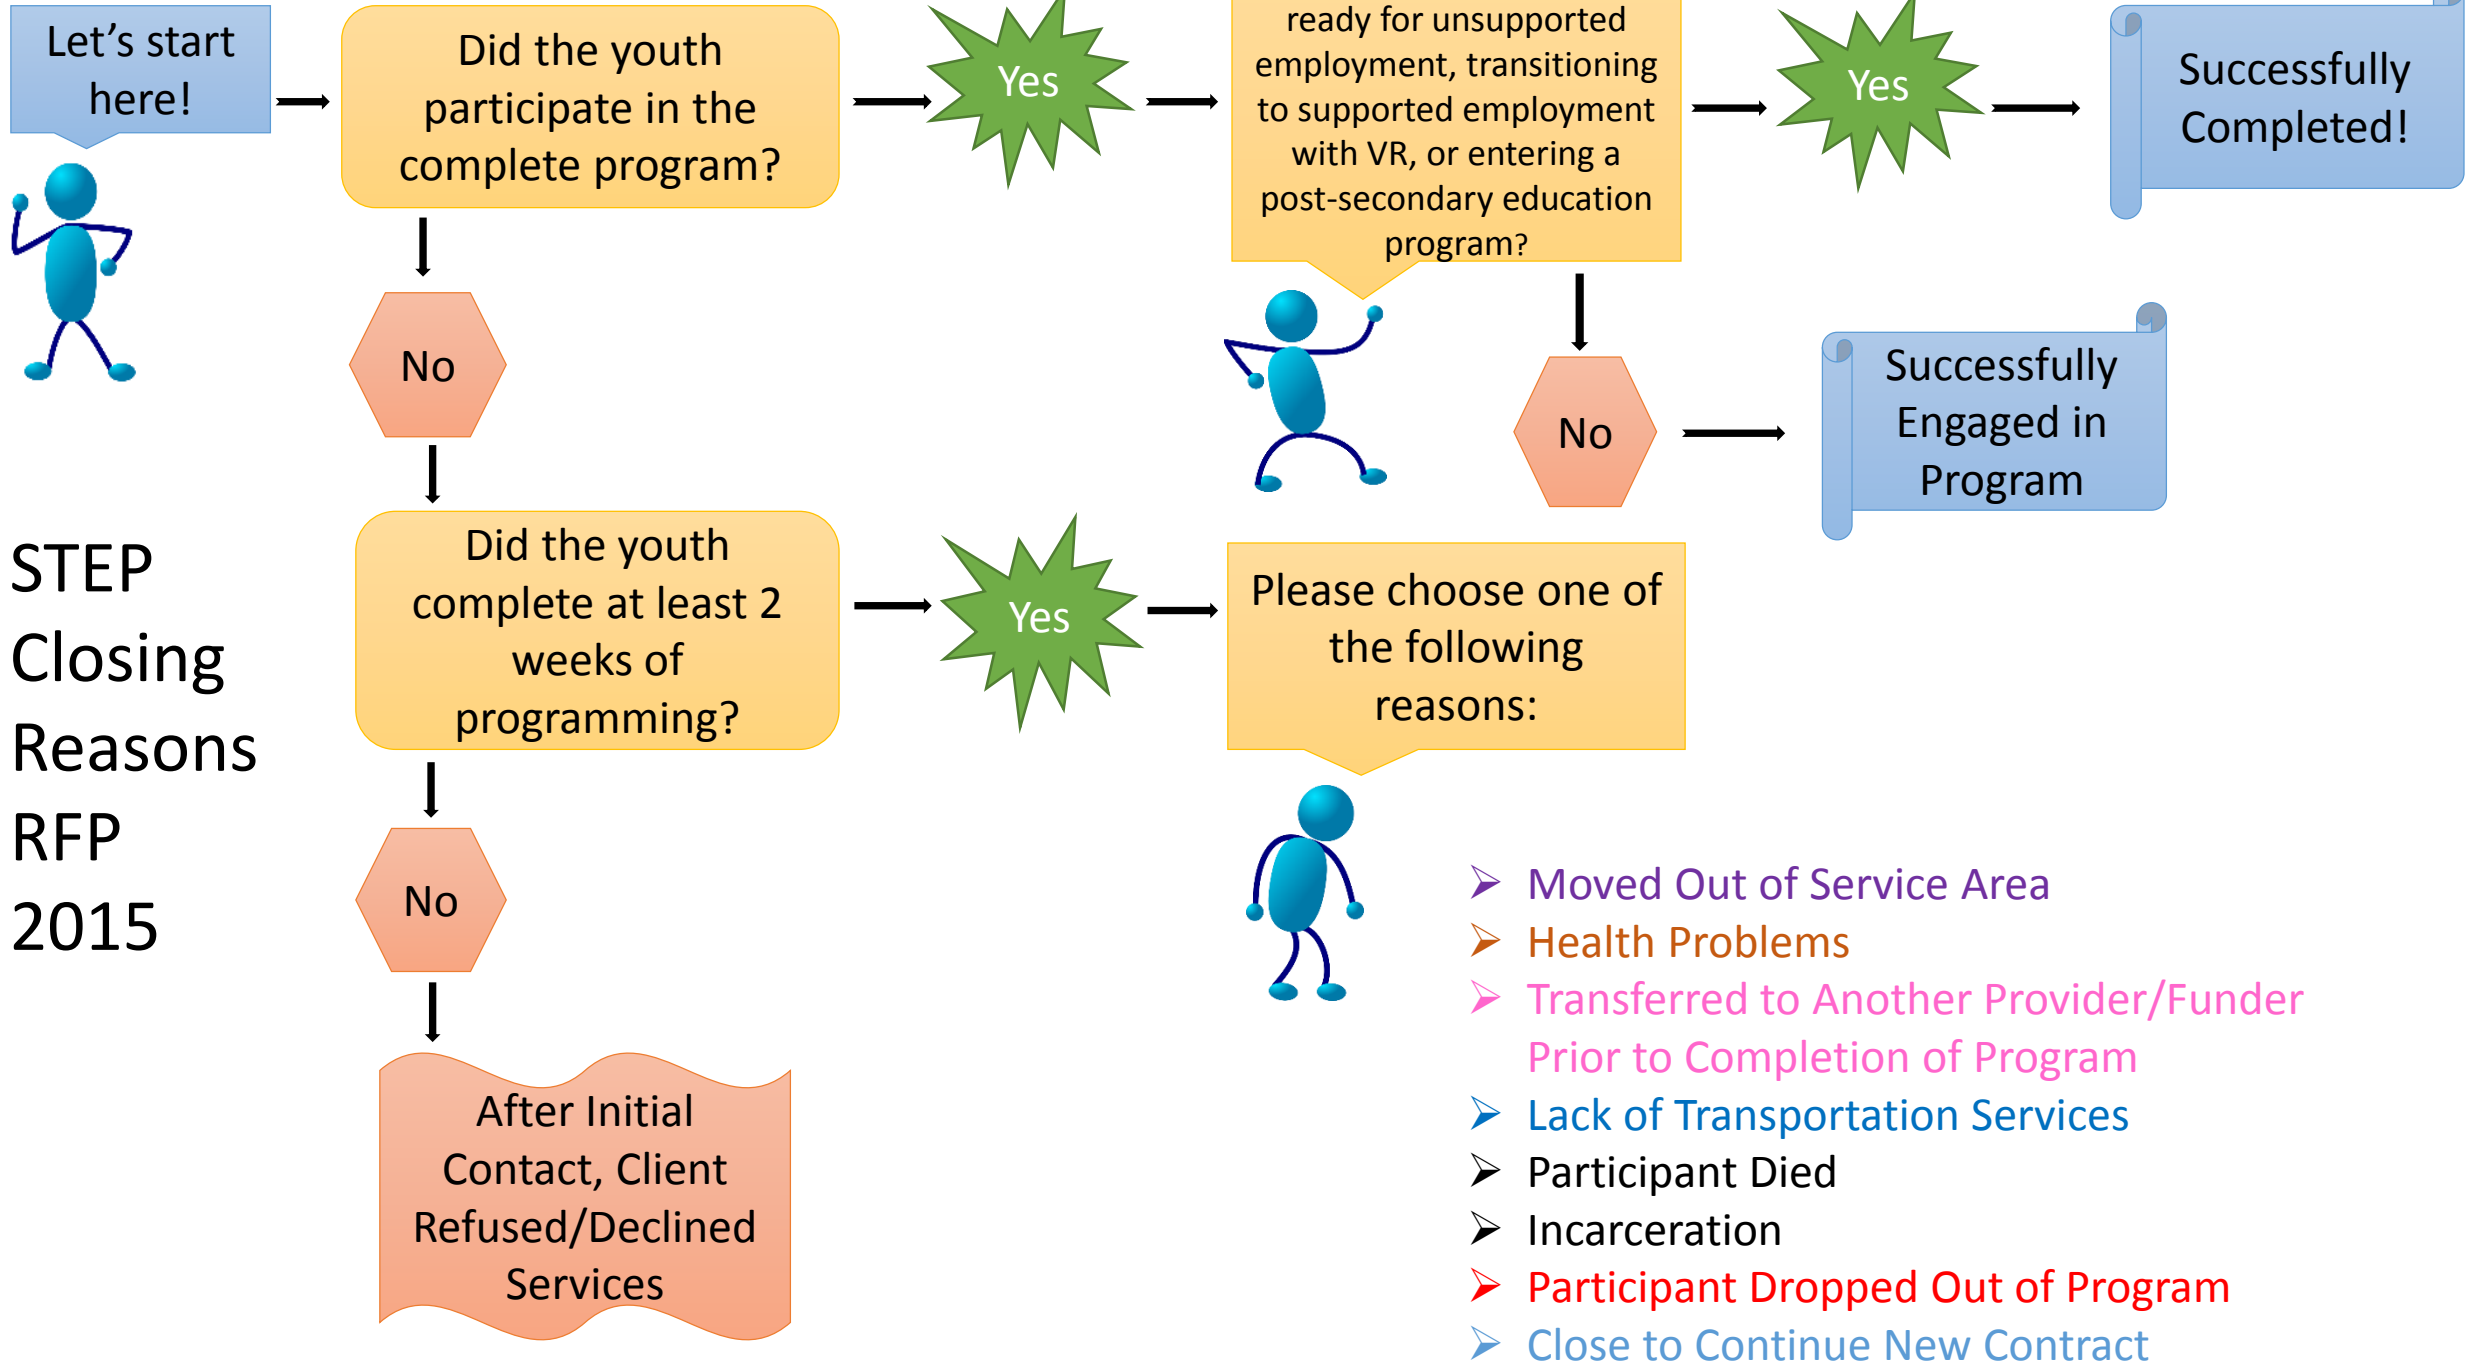 Let’s start
here!
Did the youth
participate in the
complete program?
Yes
ready for unsupported
employment, transitioning
to supported employment
with VR, or entering a
post-secondary education
program?
Yes
Successfully
Completed!
No
No
Successfully
Engaged in
Program
STEP
Closing
Reasons
RFP
2015
Did the youth
complete at least 2
weeks of
programming?
Yes
Please choose one of
the following
reasons:
No
After Initial
Contact, Client
Refused/Declined
Services
➢ Moved Out of Service Area
➢ Health Problems
➢ Transferred to Another Provider/Funder
Prior to Completion of Program
➢ Lack of Transportation Services
➢ Participant Died
➢ Incarceration
➢ Participant Dropped Out of Program
➢ Close to Continue New Contract